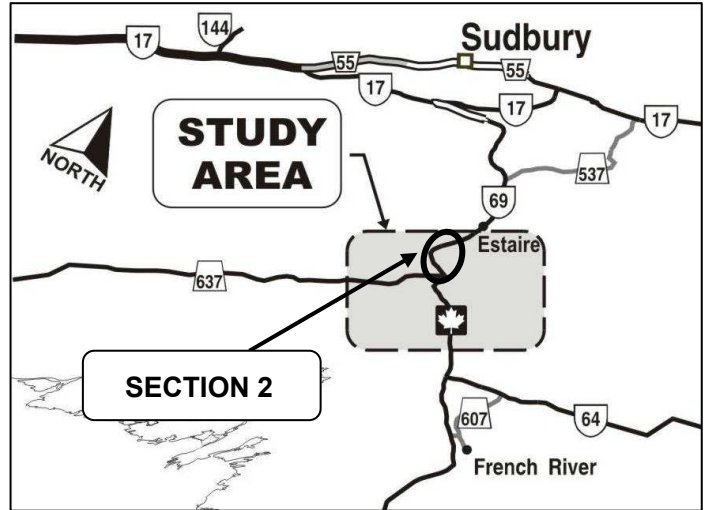 144
17
Sudbury
55
55
17
17
17
STUDY
AREA
NORTH
537
69
Estaire
637
SECTION 2
607
64
French River